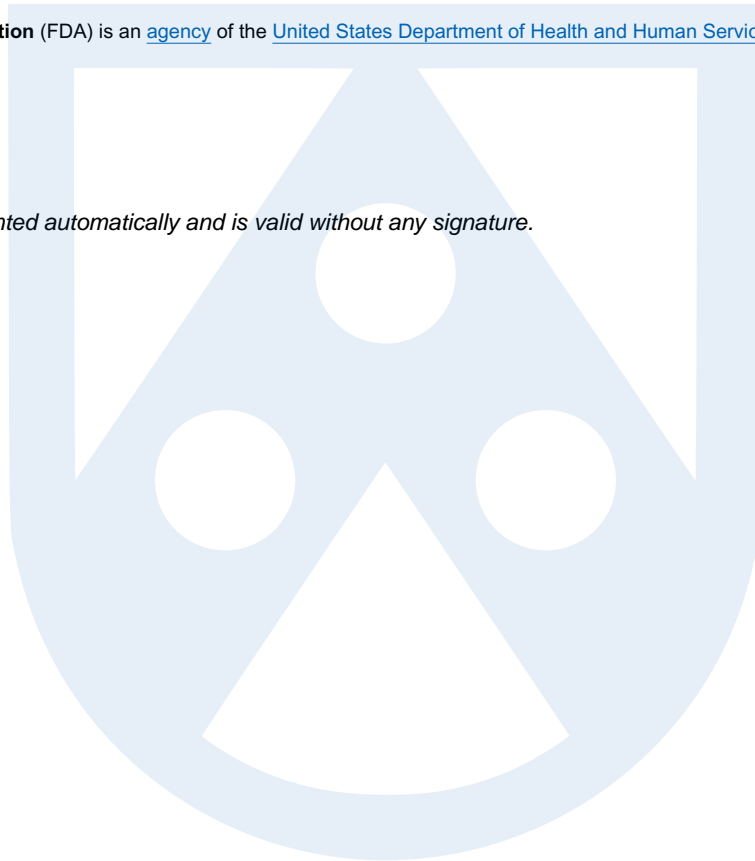 tion (FDA) is an agency of the United States Department of Health and Human Servic
nted automatically and is valid without any signature.